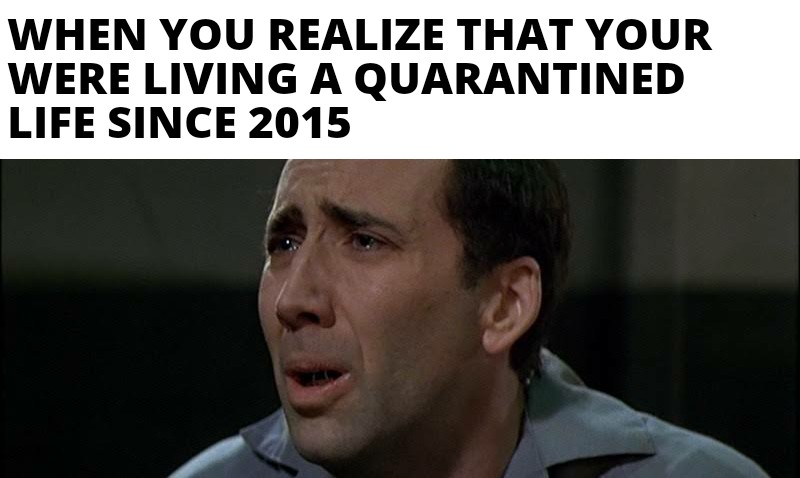 WHEN YOU REALIZE THAT YOUR
WERE LIVING A QUARANTINED
LIFE SINCE 2015